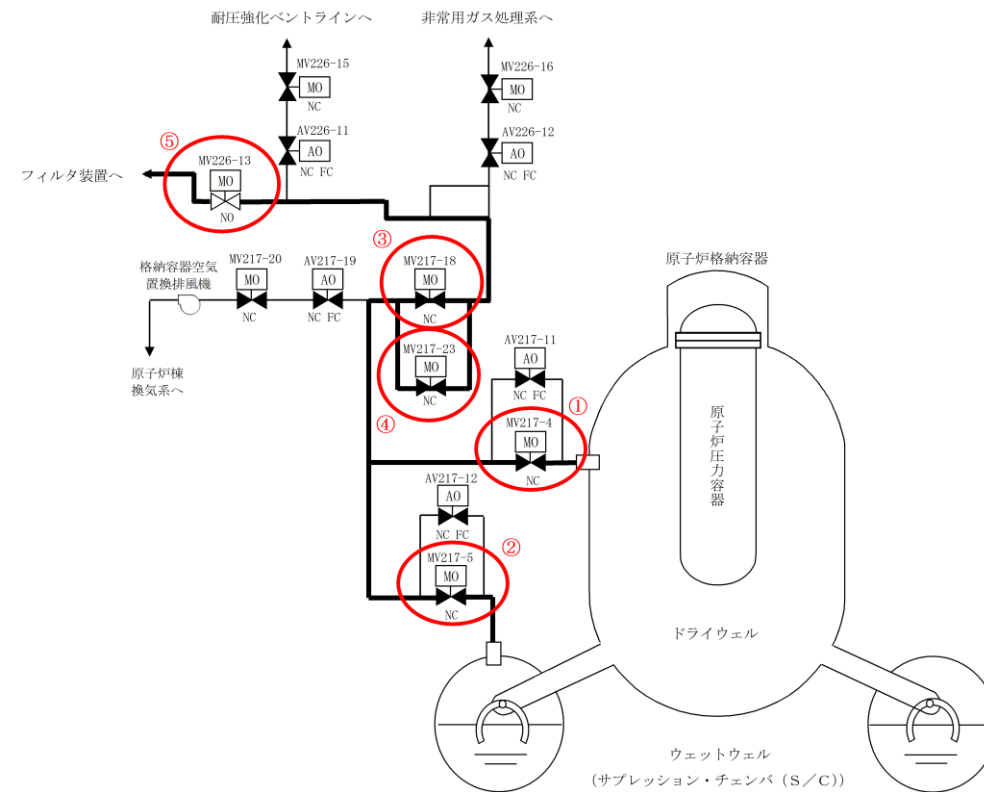 耐圧強化ベントラインへ
非常用ガス処理系へ
MV226-15
MO
NC
MV226-16
MO
NC
AV226-11
AO
NC FC
AV226-12
AO
NC FC
⑤
MV226-13
MO
NO
フィルタ装置へ
③
MV217-18
MO
NC
格納容器空気
置換排風機
MV217-20
MO
NC
AV217-19
AO
NC FC
原子炉格納容器
原子炉棟
換気系へ
MV217-23
MO
NC
④
AV217-11
AO
NC FC
①
MV217-4
MO
NC
原子炉圧力容器
AV217-12
AO
NC FC
②
MV217-5
MO
NC
ドライウェル
ウェットウェル
(サプレッション・チェンバ(S/C))